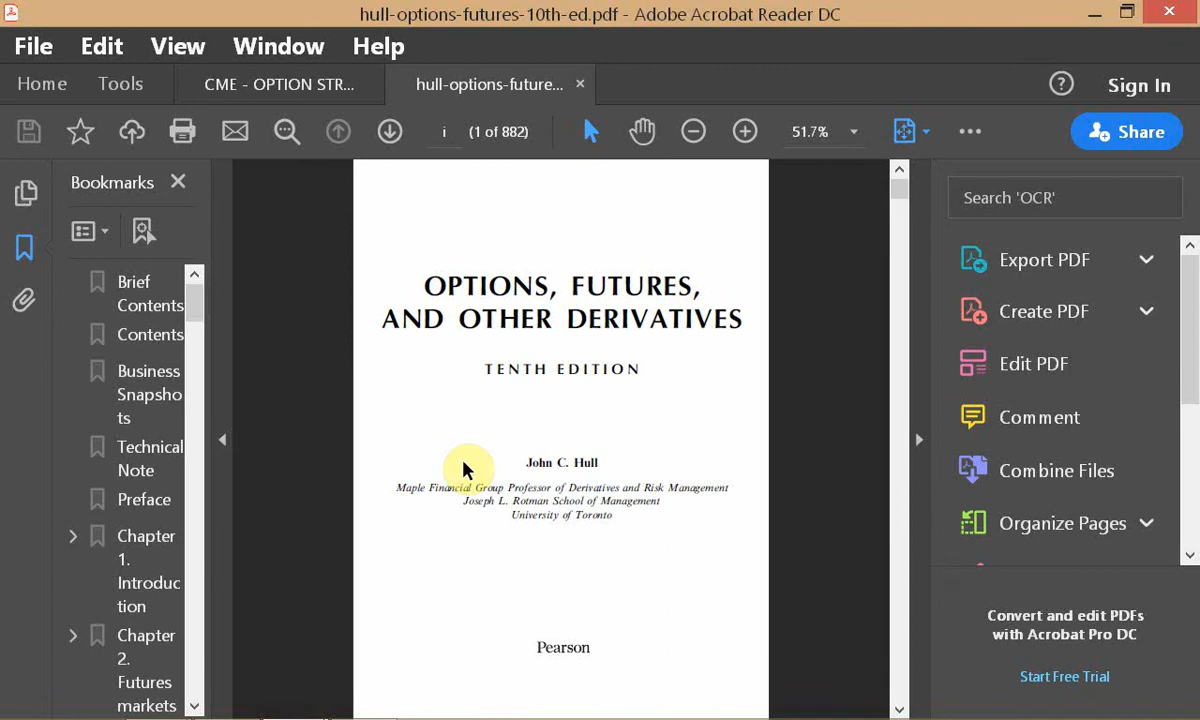 hull-options-futures-10th-ed.pdf - Adobe Acrobat Reader DC
File Edit View Window Help
Home Tools CME - OPTION STR... hull-options-future... Sign In
i (1 of 882) 51.7% Share
Bookmarks
Brief
Contents
Contents
Business
Snapsho
ts
Technical
Note
Preface
Chapter
1.
Introduc
tion
Chapter
2.
Futures
markets
OPTIONS, FUTURES,
AND OTHER DERIVATIVES
TENTH EDITION
John C. Hull
Maple Financial Group Professor of Derivatives and Risk Management
Joseph L. Rotman School of Management
University of Toronto
Pearson
Search 'OCR'
Export PDF
Create PDF
Edit PDF
Comment
Combine Files
Organize Pages
Convert and edit PDFs
with Acrobat Pro DC
Start Free Trial